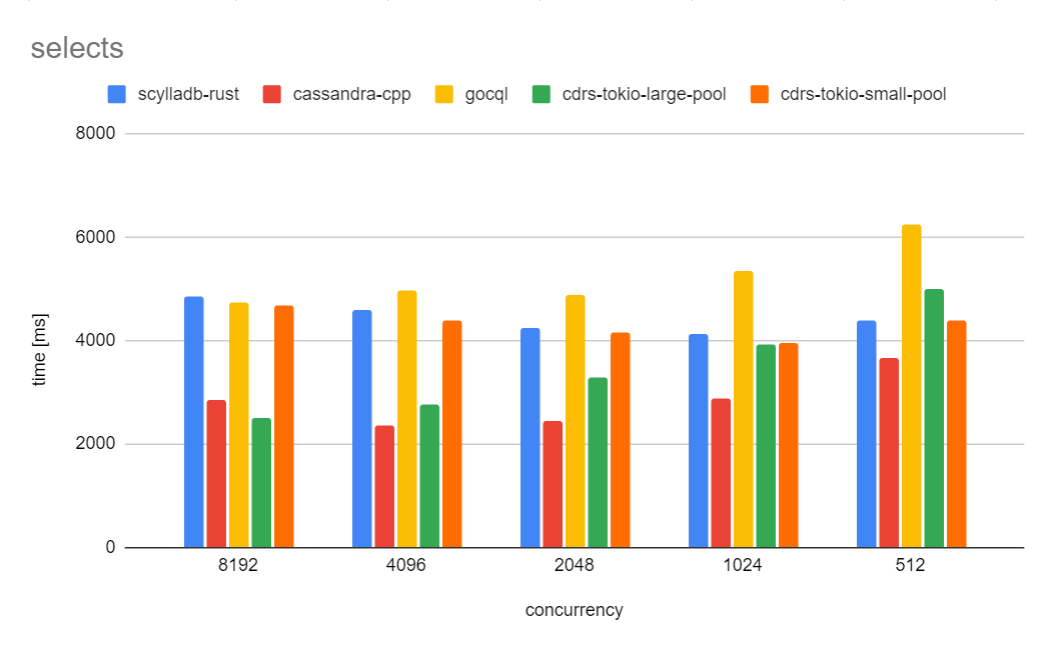 selects
scylladb-rust cassandra-cpp gocql cdrs-tokio-large-pool cdrs-tokio-small-pool
8000
6000
4000
2000
0
time [ms]
8192 4096 2048 1024 512
concurrency